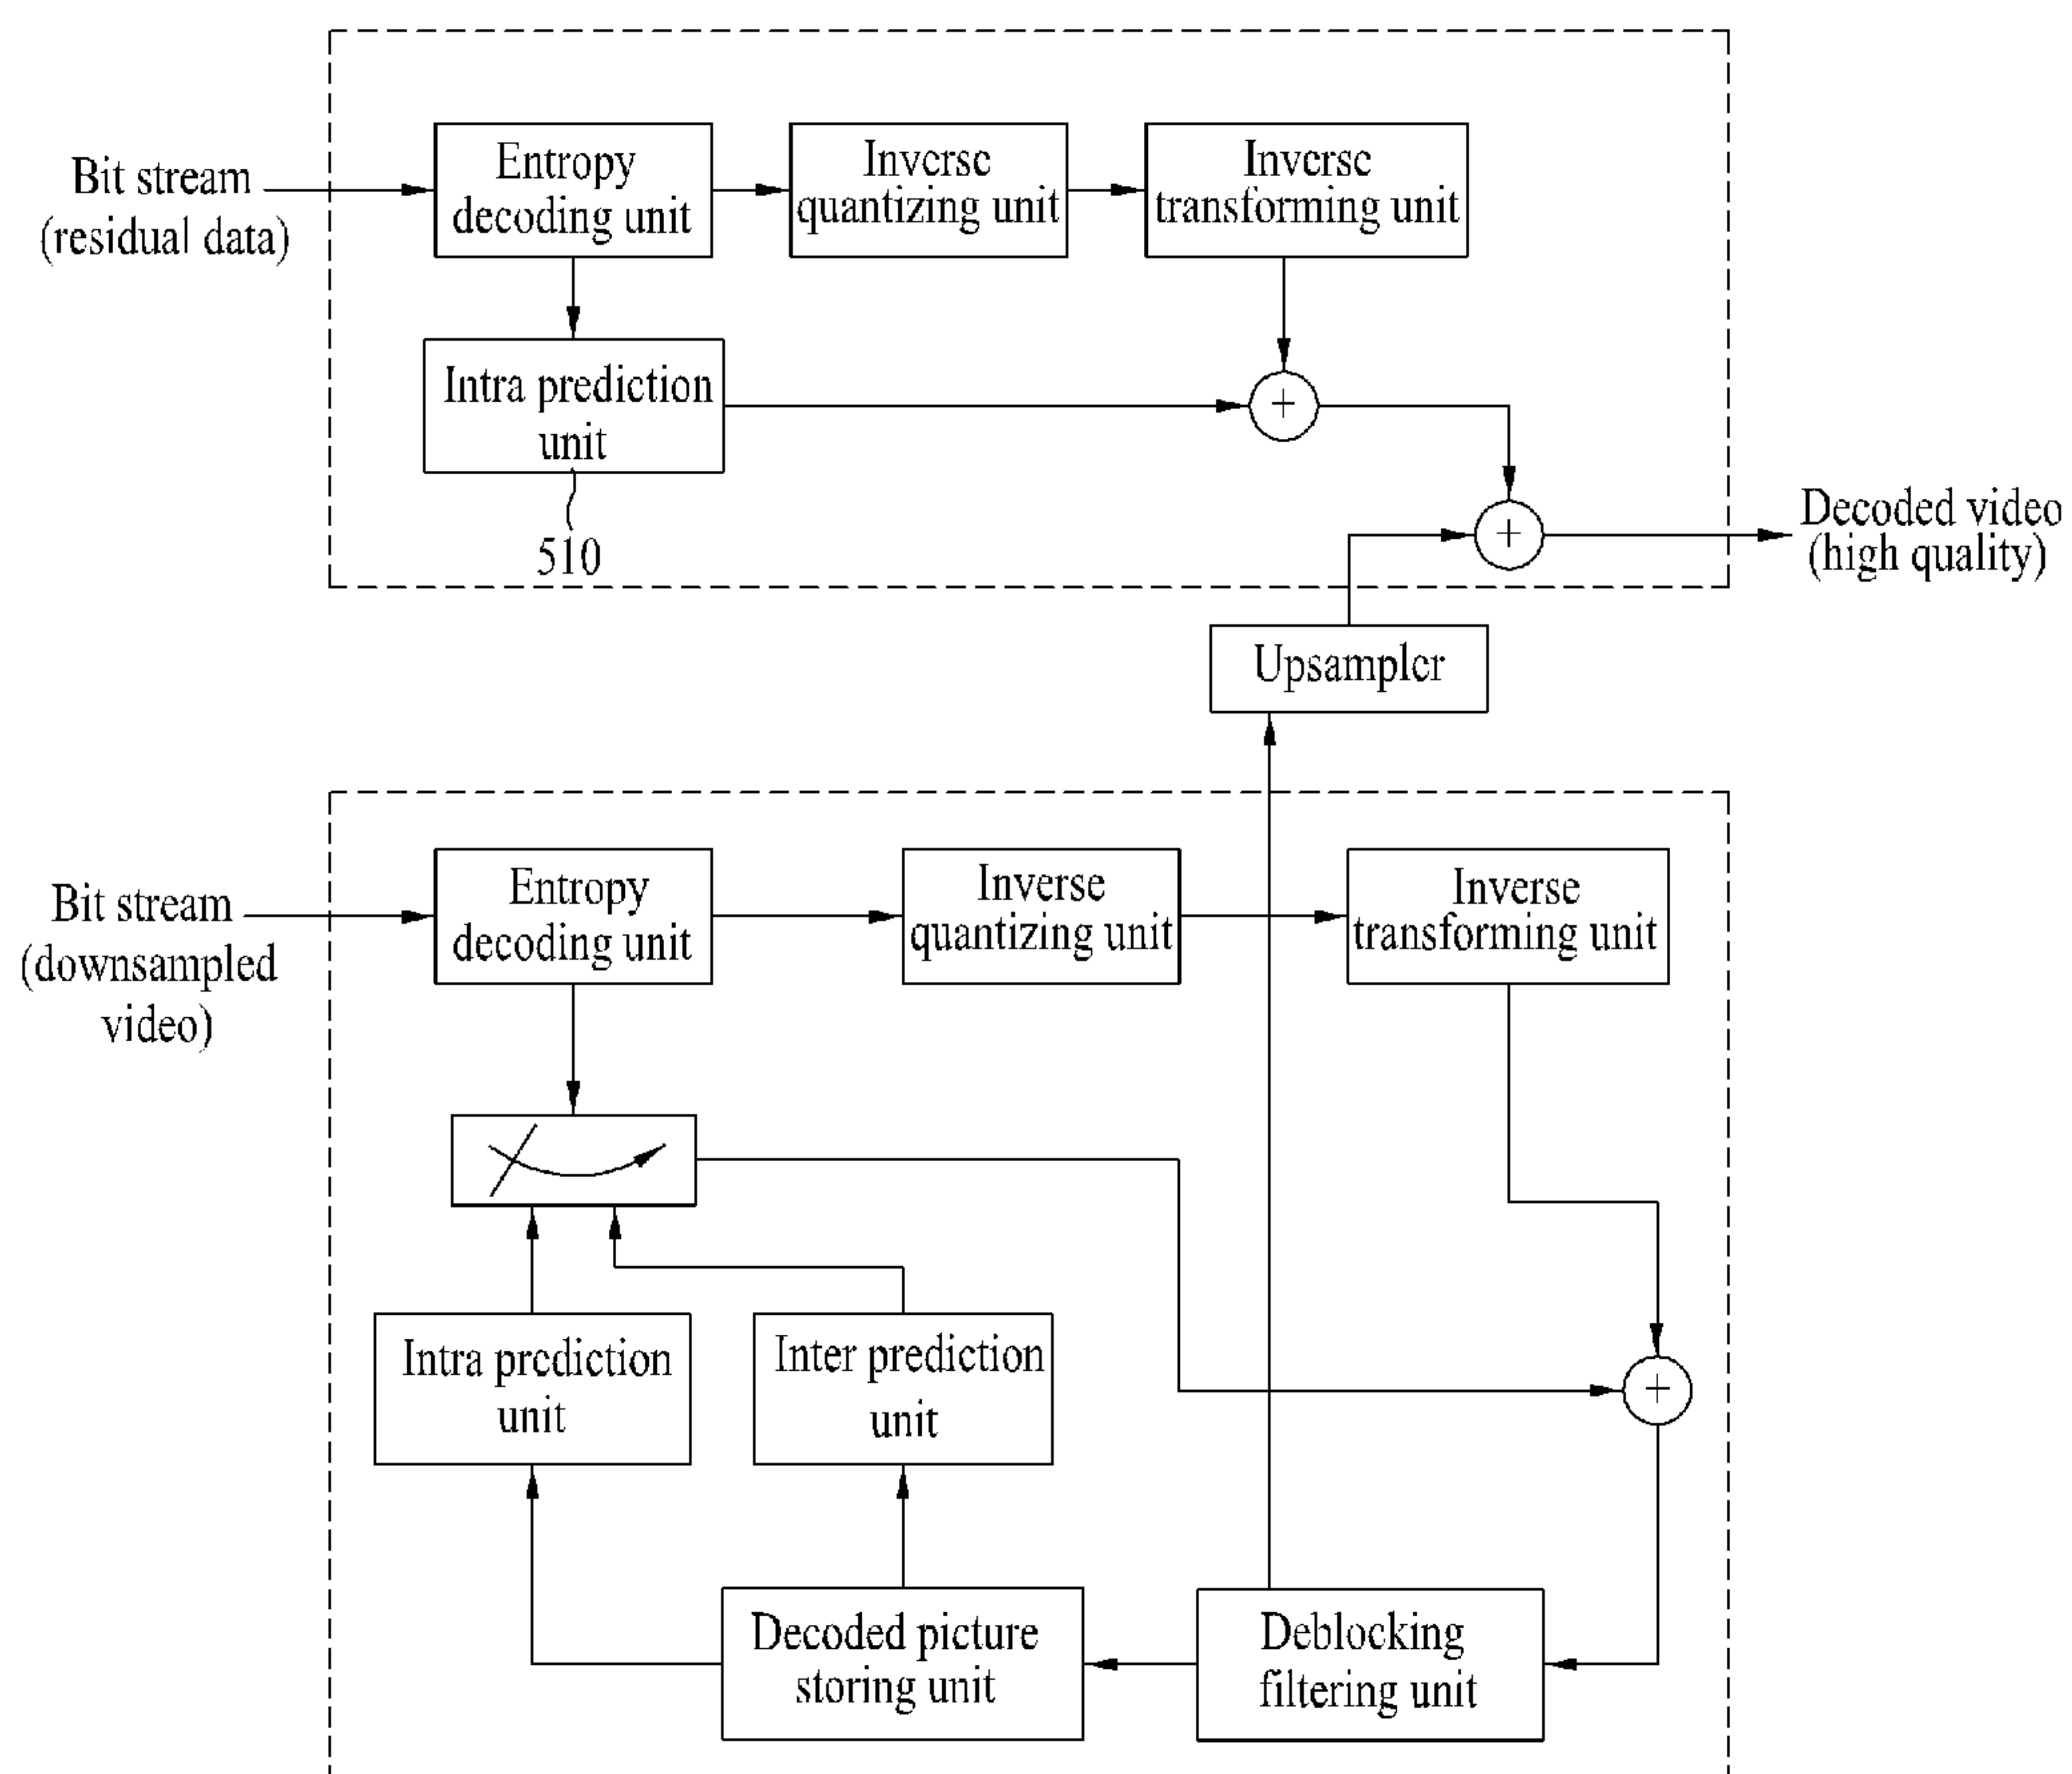 Bit stream
(residual data)
Entropy
decoding unit
Inverse
quantizing unit
Inverse
transforming unit
Intra prediction
unit
510
+
+
Decoded video
(high quality)
Upsampler
Bit stream
(downsampled
video)
Entropy
decoding unit
Inverse
quantizing unit
Inverse
transforming unit
Intra prediction
unit
Inter prediction
unit
+
Decoded picture
storing unit
Deblocking
filtering unit